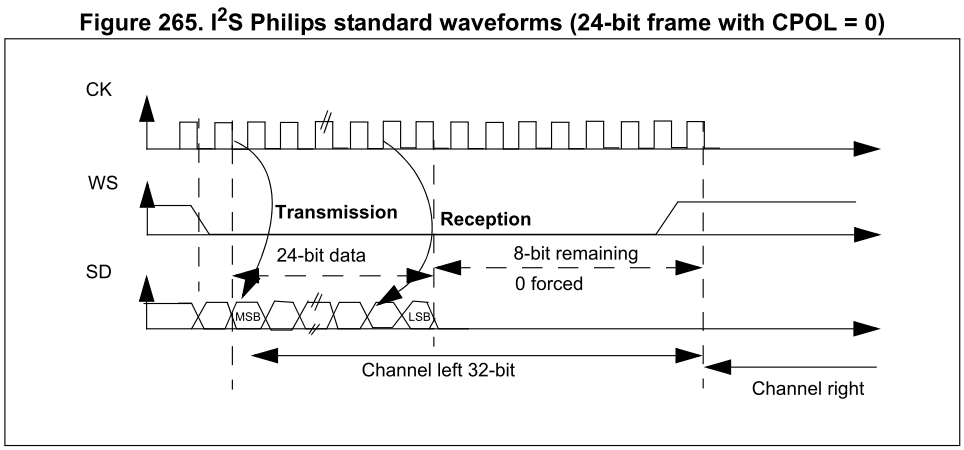 Figure 265. I²S Philips standard waveforms (24-bit frame with CPOL = 0)
CK
WS
Transmission
Reception
24-bit data
8-bit remaining
0 forced
SD
MSB
LSB
Channel left 32-bit
Channel right